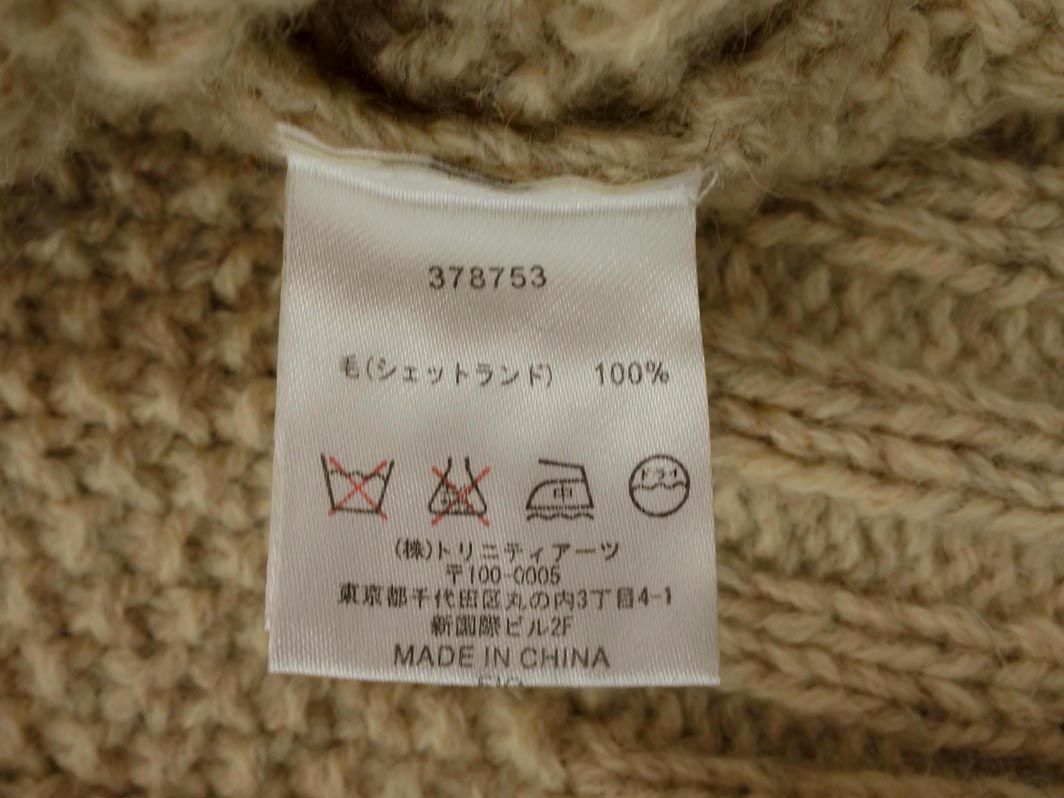 378753
毛(シェットランド) 100%
中 ドライ
(株)トリニティアーツ
〒100-0005
東京都千代田区丸の内3丁目4-1
新国際ビル2F
MADE IN CHINA